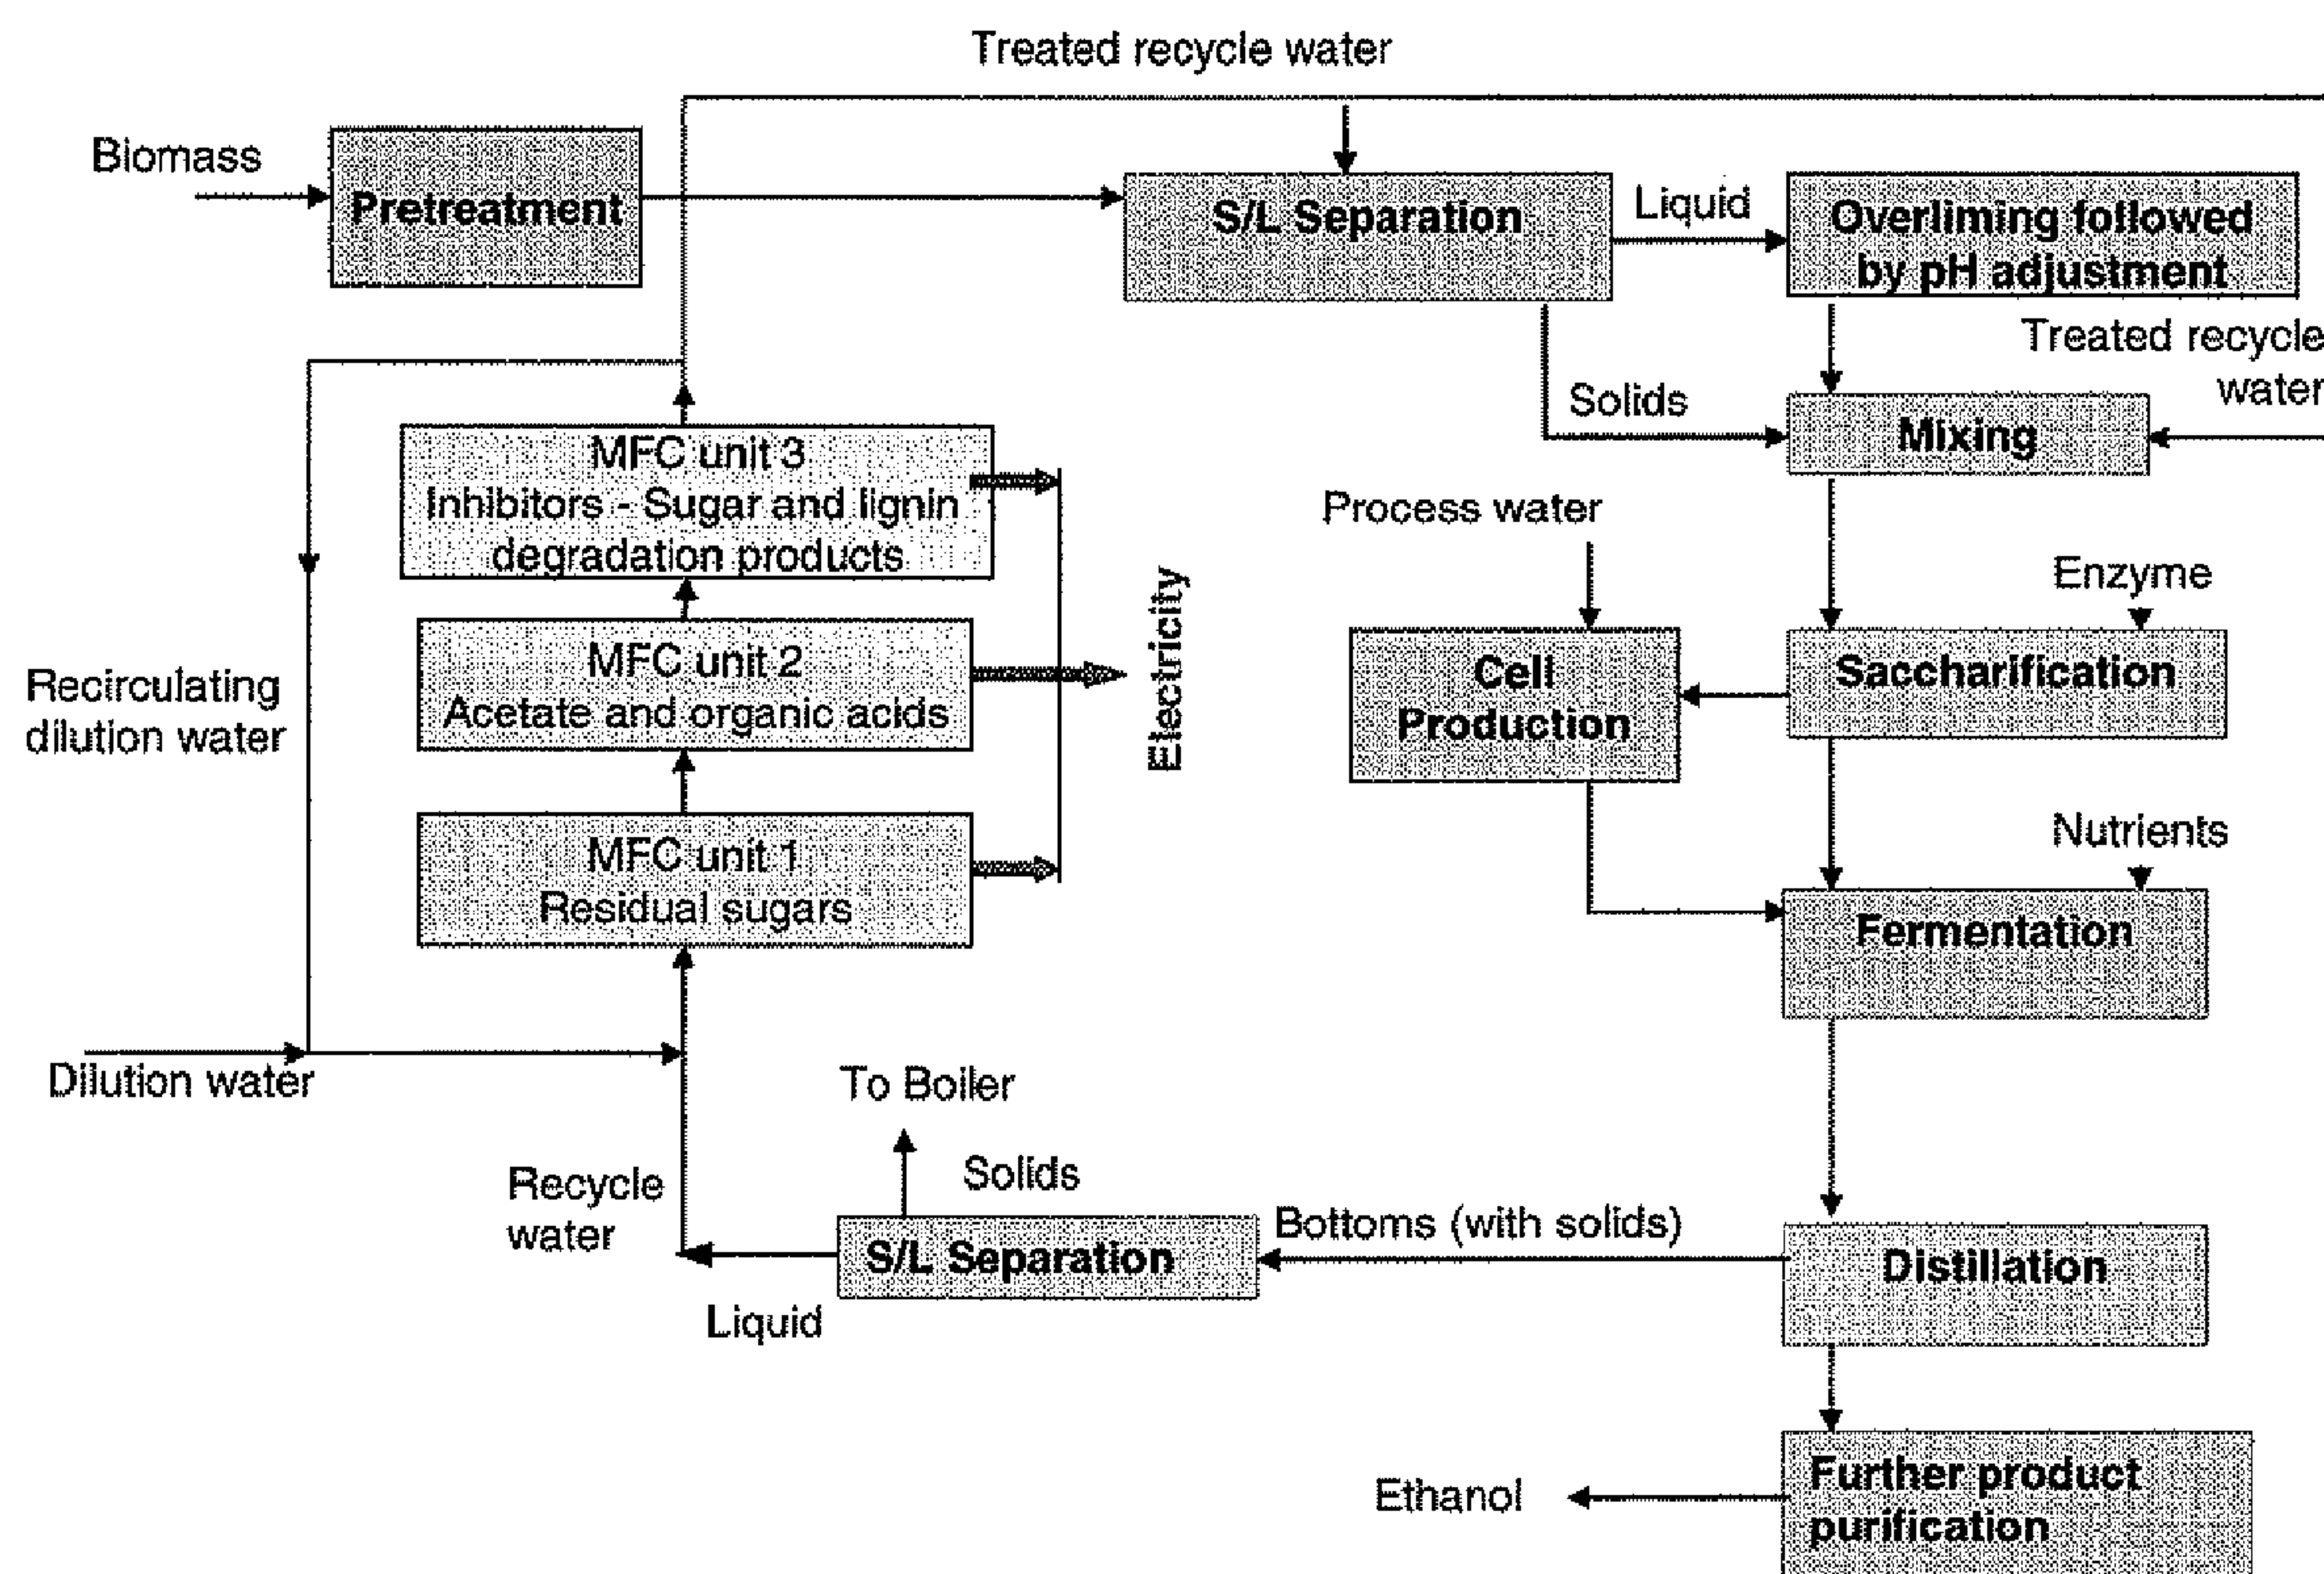 Treated recycle water
Biomass
Pretreatment
S/L Separation
Liquid
Overliming followed
by pH adjustment
Treated recycle
water
Solids
Mixing
MFC unit 3
Inhibitors - Sugar and lignin
degradation products
Process water
Enzyme
Electricity
Recirculating
dilution water
MFC unit 2
Acetate and organic acids
Cell
Production
Saccharification
MFC unit 1
Residual sugars
Nutrients
Fermentation
Dilution water
To Boiler
Recycle
water
Solids
S/L Separation
Bottoms (with solids)
Distillation
Liquid
Ethanol
Further product
purification